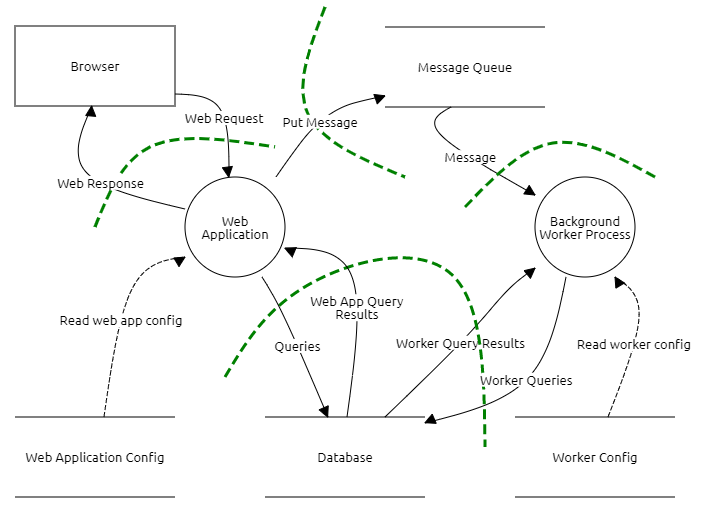 Browser
Message Queue
Web Request
Put Message
Message
Web Response
Web
Application
Background
Worker Process
Web App Query
Results
Read web app config
Queries
Worker Query Results
Read worker config
Worker Queries
Web Application Config
Database
Worker Config